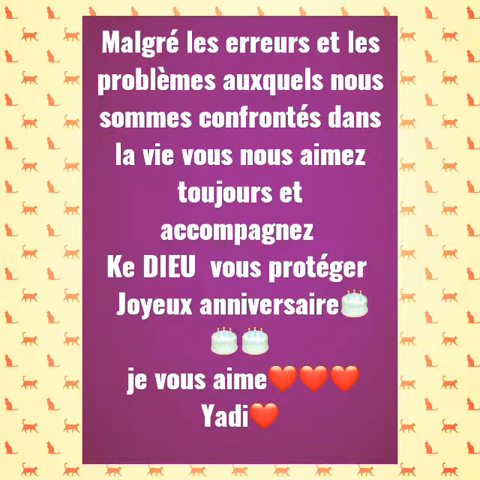 Malgré les erreurs et les
problèmes auxquels nous
sommes confrontés dans
la vie vous nous aimez
toujours et
accompagnez
Ke DIEU vous protéger
Joyeux anniversaire🎂
🎂🎂
je vous aime❤️❤️❤️
Yadi❤️